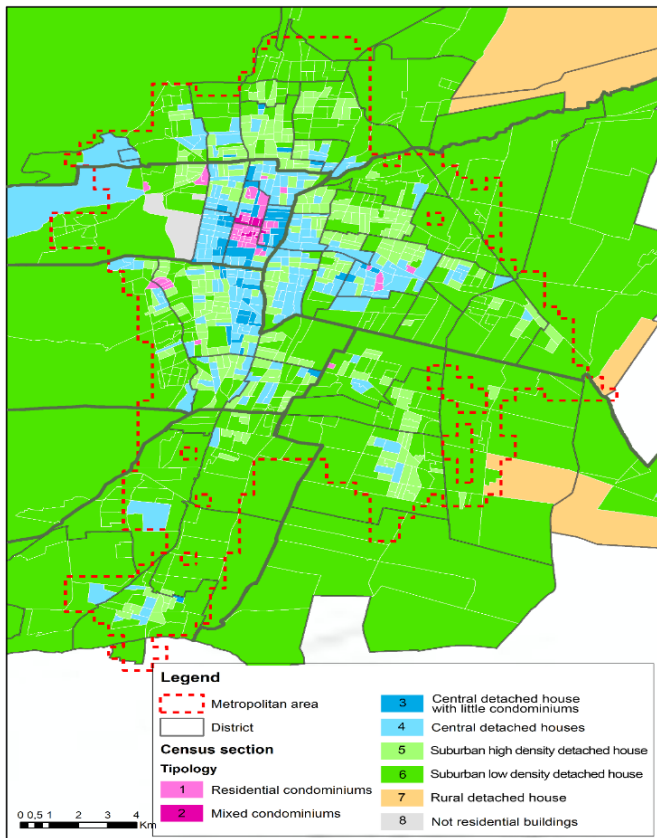 Legend
Metropolitan area
District
Census section
Tipology
1 Residential condominiums
2 Mixed condominiums
3 Central detached house
with little condominiums
4 Central detached houses
5 Suburban high density detached house
6 Suburban low density detached house
7 Rural detached house
8 Not residential buildings
0 0,5 1 2 3 4
Km